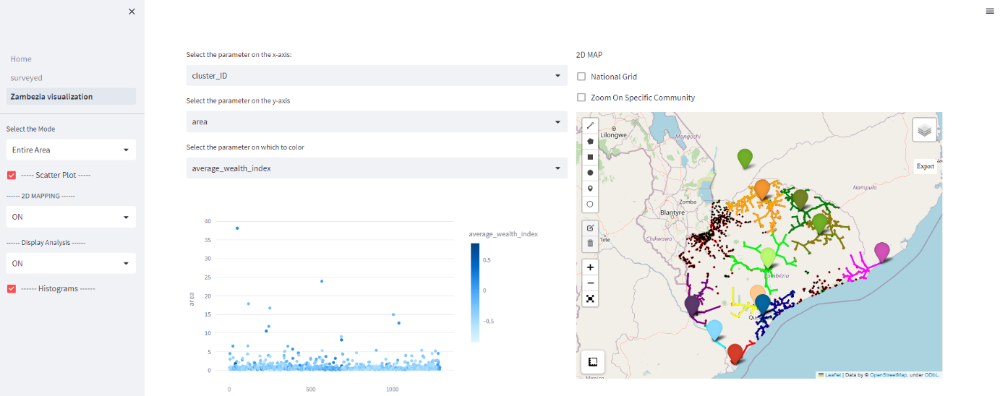 Home
surveyed
Zambezia visualization
Select the Mode
Entire Area
----- Scatter Plot -----
------ 2D MAPPING ------
ON
------ Display Analysis ------
ON
------ Histograms ------
Select the parameter on the x-axis:
cluster_ID
Select the parameter on the y-axis
area
Select the parameter on which to color
average_wealth_index
40
35
30
25
20
15
10
5
0
area
0
500
1000
average_wealth_index
0.5
0
−0.5
2D MAP
National Grid
Zoom On Specific Community
Lilongwe
Mangochi
Export
Nampula
Zomba
Blantyre
Chikwawa
Tete
Zambézia
+
−
Leaflet | Data by © OpenStreetMap, under ODbL.